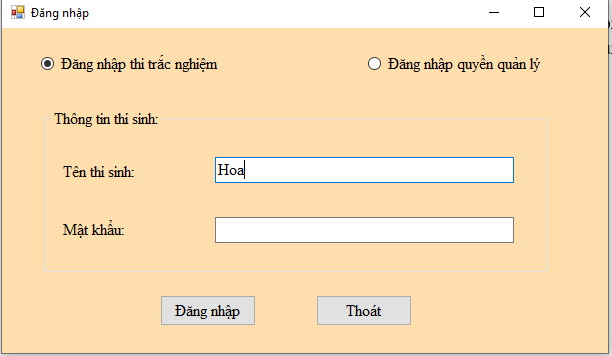 Đăng nhập
Đăng nhập thi trắc nghiệm
Đăng nhập quyền quản lý
Thông tin thí sinh:
Tên thí sinh:
Hoa
Mật khẩu:
Đăng nhập
Thoát